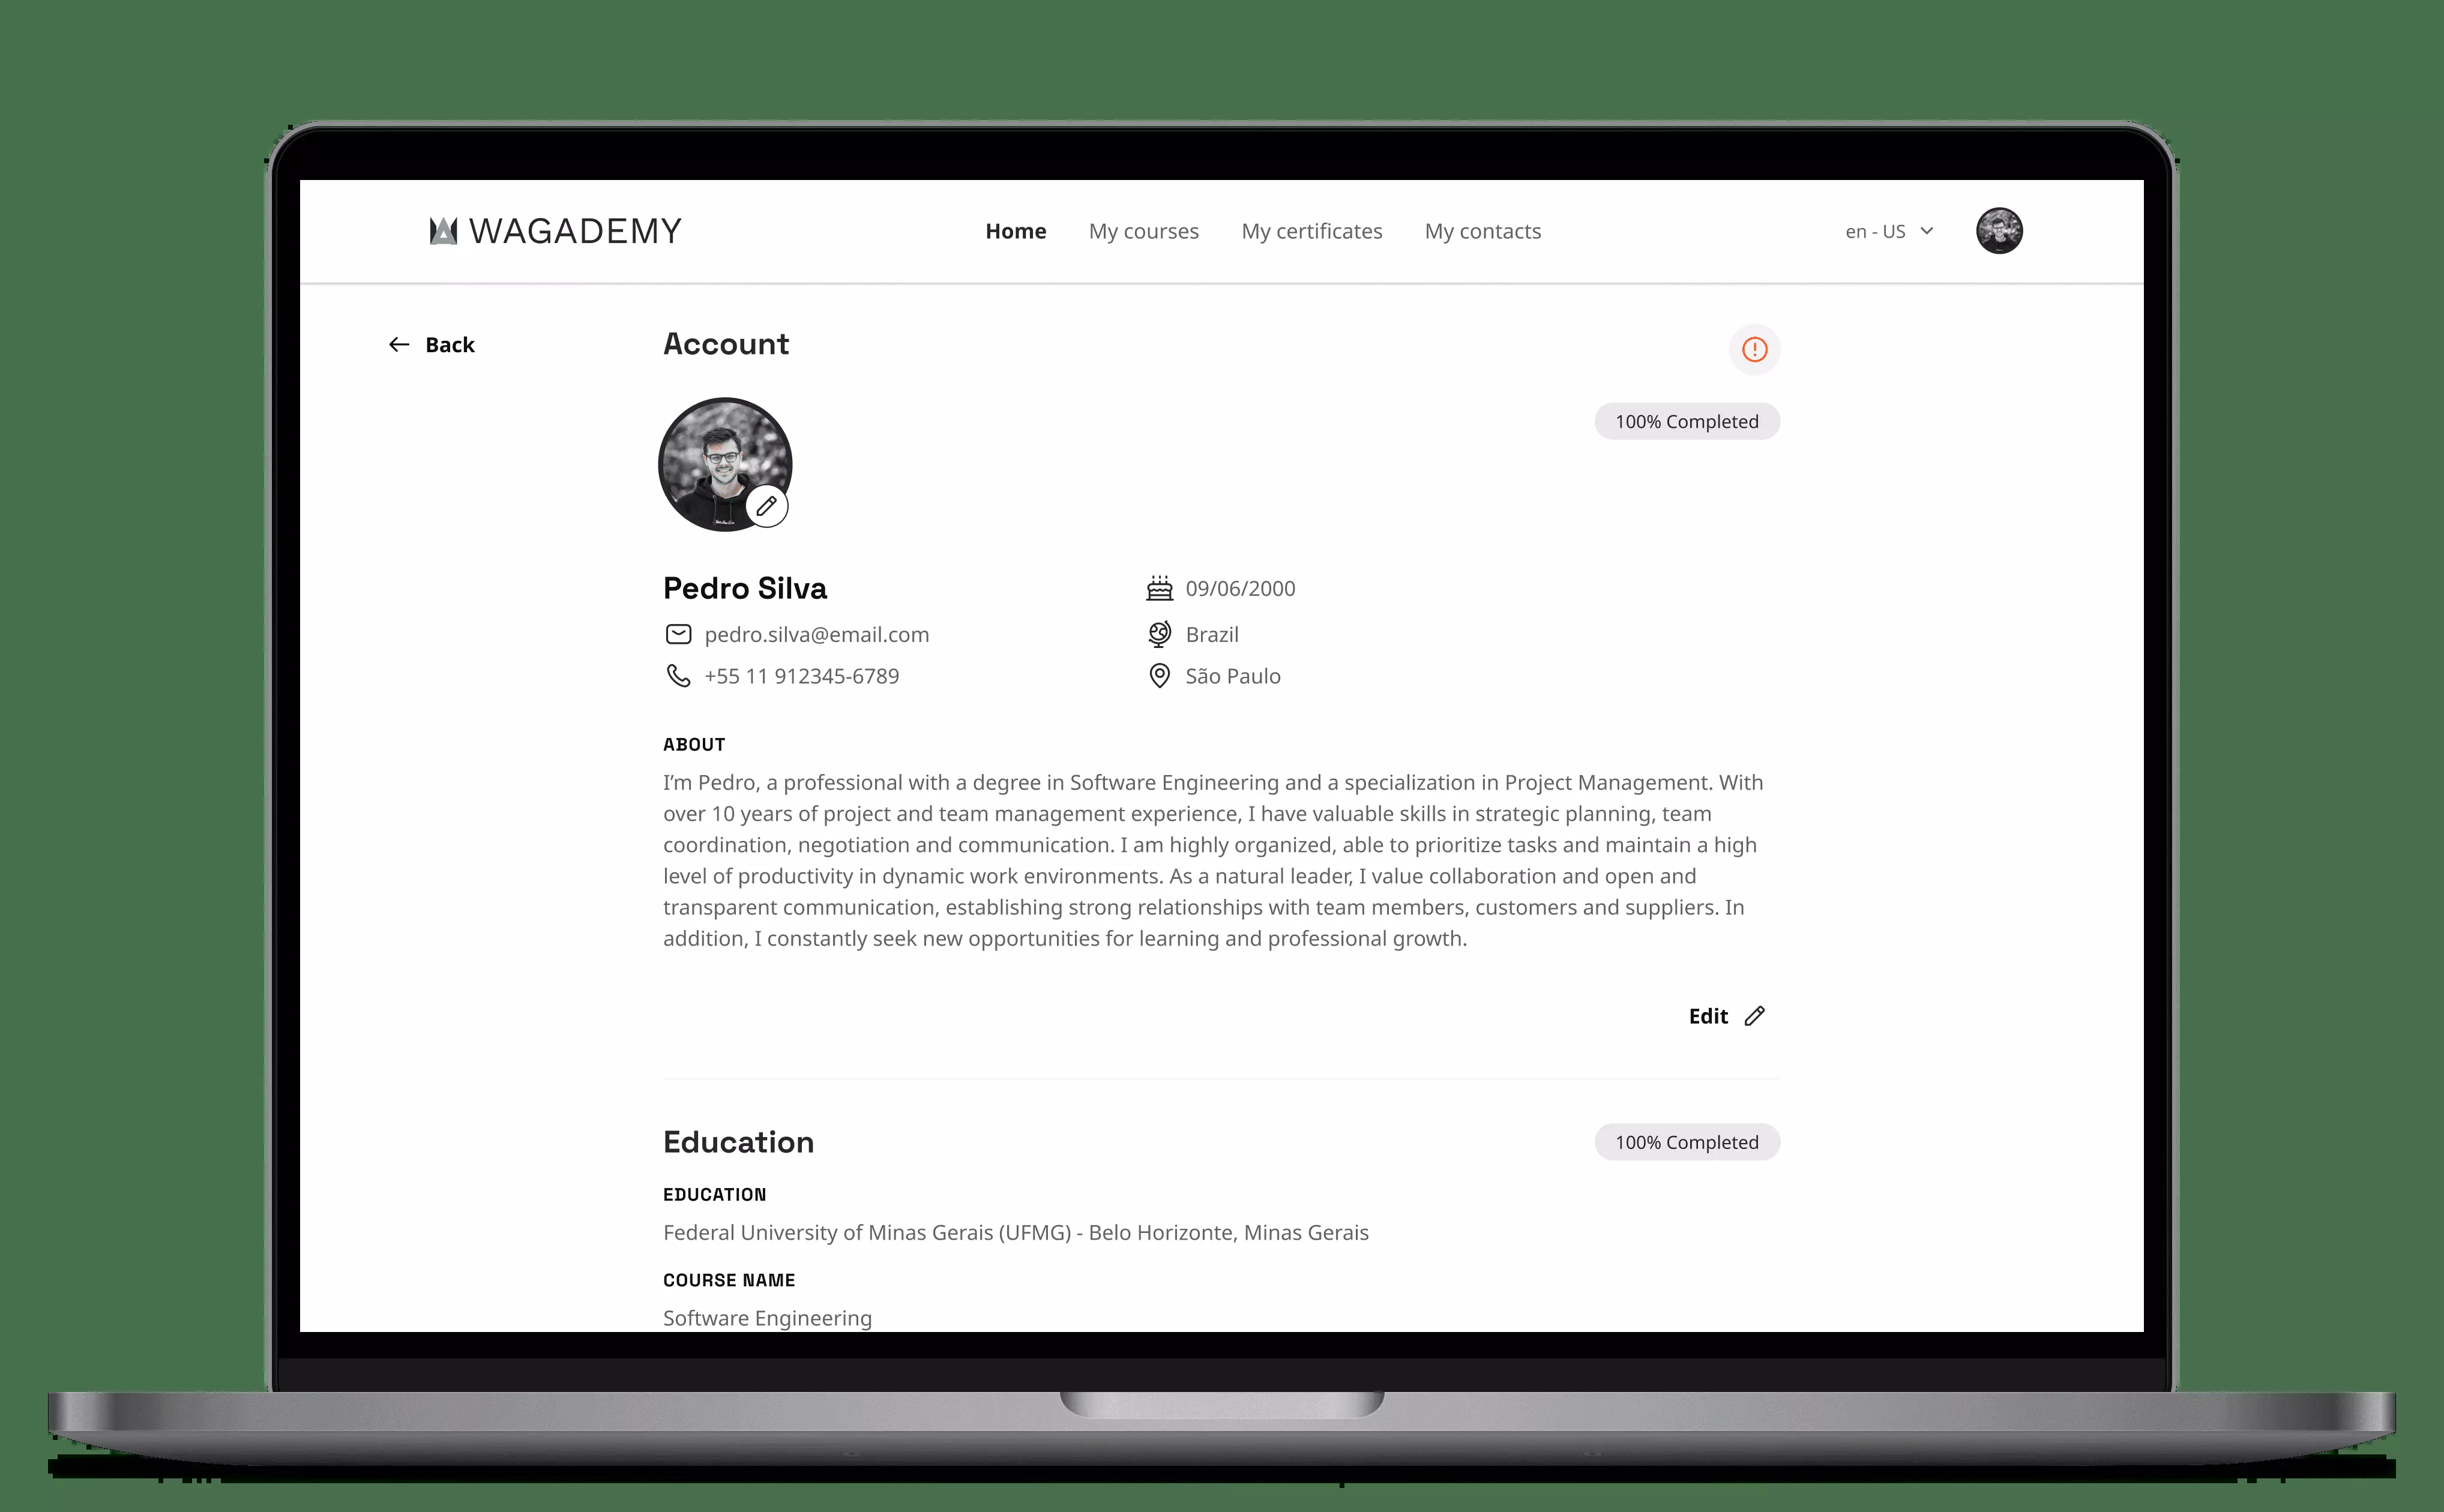 WAGADEMY
Home My courses My certificates My contacts
en - US
Back
Account
100% Completed
Pedro Silva
09/06/2000
pedro.silva@email.com
Brazil
+55 11 912345-6789
São Paulo
ABOUT
I'm Pedro, a professional with a degree in Software Engineering and a specialization in Project Management. With
over 10 years of project and team management experience, I have valuable skills in strategic planning, team
coordination, negotiation and communication. I am highly organized, able to prioritize tasks and maintain a high
level of productivity in dynamic work environments. As a natural leader, I value collaboration and open and
transparent communication, establishing strong relationships with team members, customers and suppliers. In
addition, I constantly seek new opportunities for learning and professional growth.
Edit
Education
100% Completed
EDUCATION
Federal University of Minas Gerais (UFMG) - Belo Horizonte, Minas Gerais
COURSE NAME
Software Engineering